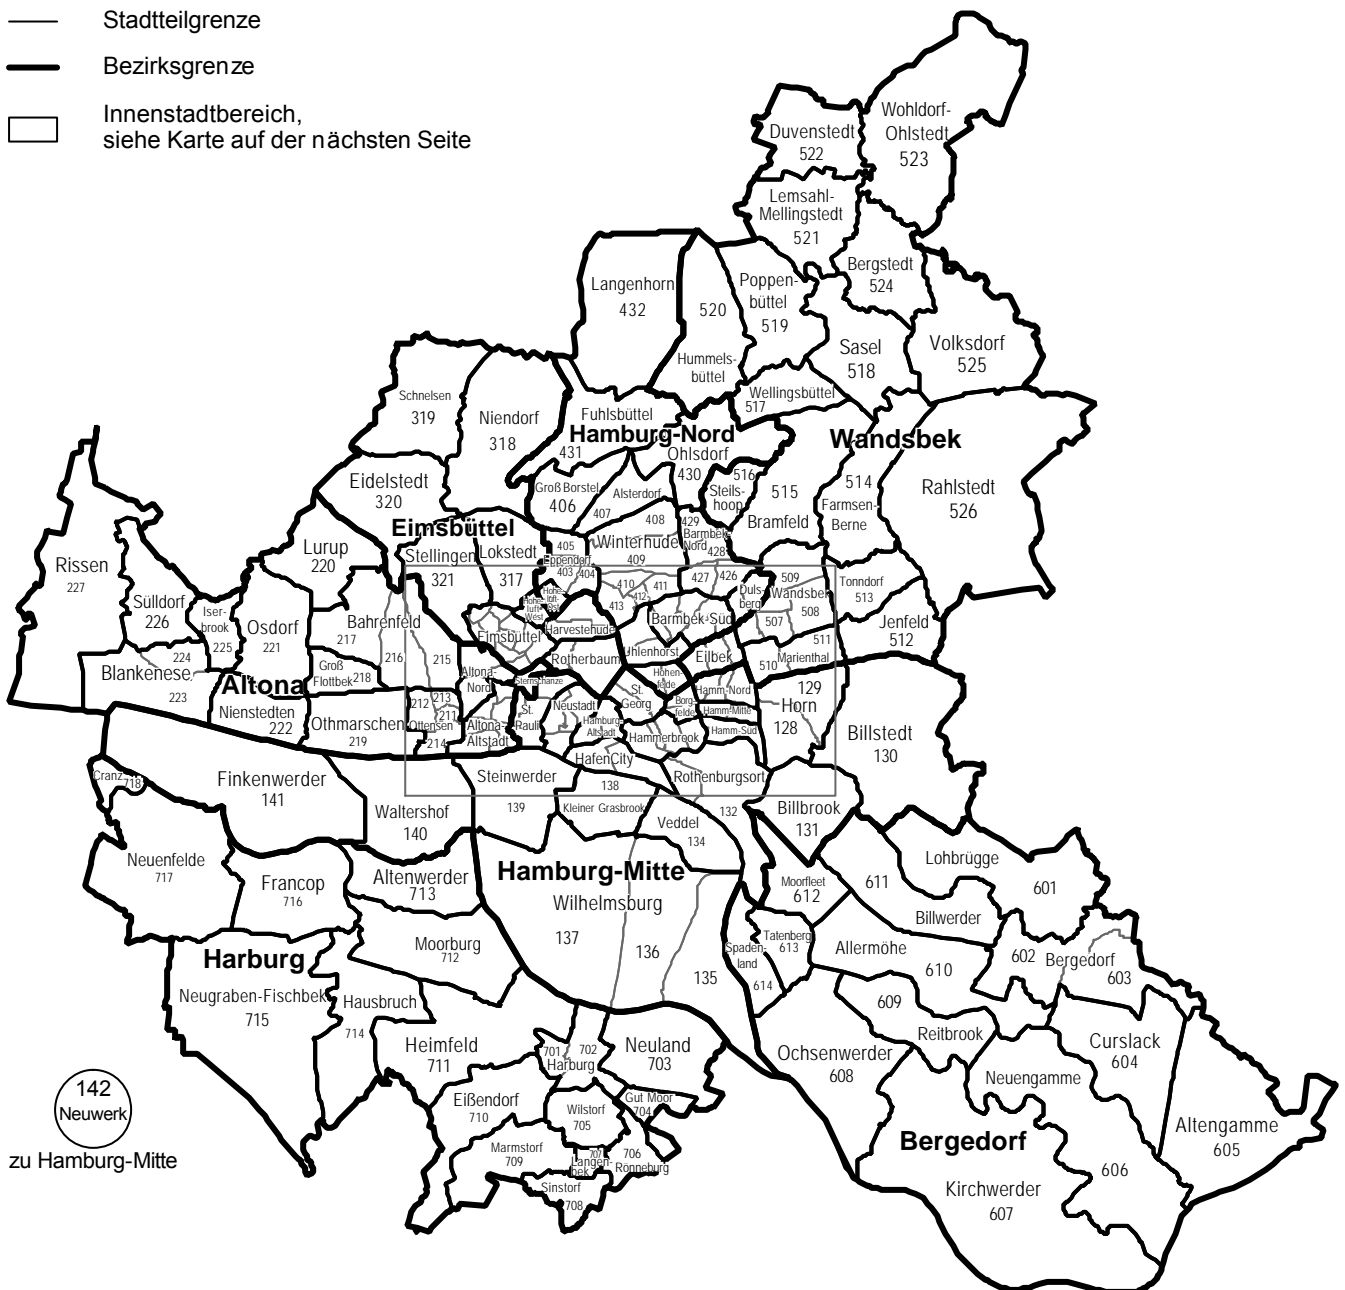 Stadtteilgrenze
Bezirksgrenze
Innenstadtbereich,
siehe Karte auf der nächsten Seite
Wohldorf-
Ohlstedt
523
Duvenstedt
522
Lemsahl-
Mellingstedt
521
Bergstedt
524
Langenhorn
432
520
Hummels-
büttel
Poppen-
büttel
519
Sasel
518
Volksdorf
525
Wellingsbüttel
517
Schnelsen
319
Niendorf
318
Fuhlsbüttel
431
Hamburg-Nord
Ohlsdorf
430
Wandsbek
516
Steils-
hoop
515
Bramfeld
514
Farmsen-
Berne
Rahlstedt
526
Eidelstedt
320
Groß Borstel
406
Alsterdorf
407
408
Winterhude
409
429
Barmbek-
Nord
428
Eimsbüttel
Stellingen
321
Lokstedt
317
405
Eppendorf
403
404
Hohe-
luft-
Ost
Hohe-
luft-
West
410
411
412
413
427
426
Duls-
berg
509
Wandsbek
508
507
511
Tonndorf
513
Jenfeld
512
Rissen
227
Sülldorf
226
Iser-
brook
225
Osdorf
221
Lurup
220
Bahrenfeld
217
216
215
Eimsbüttel
Harvestehude
Rotherbaum
Uhlenhorst
Barmbek-Süd
Eilbek
510
Marienthal
224
Blankenese
223
Altona
Groß
Flottbek
218
Nienstedten
222
Othmarschen
219
212
213
211
Ottensen
214
Altona-
Nord
Altona-
Altstadt
Sternschanze
St.
Pauli
Neustadt
Hamburg-
Altstadt
St.
Georg
Hohen-
felde
Borg-
felde
Hamm-Nord
Hamm-Mitte
Hamm-Süd
Hammerbrook
HafenCity
138
Rothenburgsort
132
129
Horn
128
Billstedt
130
Billbrook
131
Cranz
718
Finkenwerder
141
Waltershof
140
Steinwerder
139
Kleiner Grasbrook
Veddel
134
Hamburg-Mitte
Wilhelmsburg
137
136
135
Neuenfelde
717
Francop
716
Altenwerder
713
Moorburg
712
Harburg
Neugraben-Fischbek
715
Hausbruch
714
Moorfleet
612
611
Lohbrügge
601
Billwerder
Tatenberg
613
Spaden-
land
614
Allermöhe
610
602
Bergedorf
603
609
Reitbrook
Ochsenwerder
608
Neuengamme
606
Curslack
604
Altengamme
605
Bergedorf
Kirchwerder
607
Heimfeld
711
701
702
Harburg
Neuland
703
Gut Moor
704
Eißendorf
710
Wilstorf
705
Marmstorf
709
707
Langen-
bek
706
Rönneburg
Sinstorf
708
142
Neuwerk
zu Hamburg-Mitte